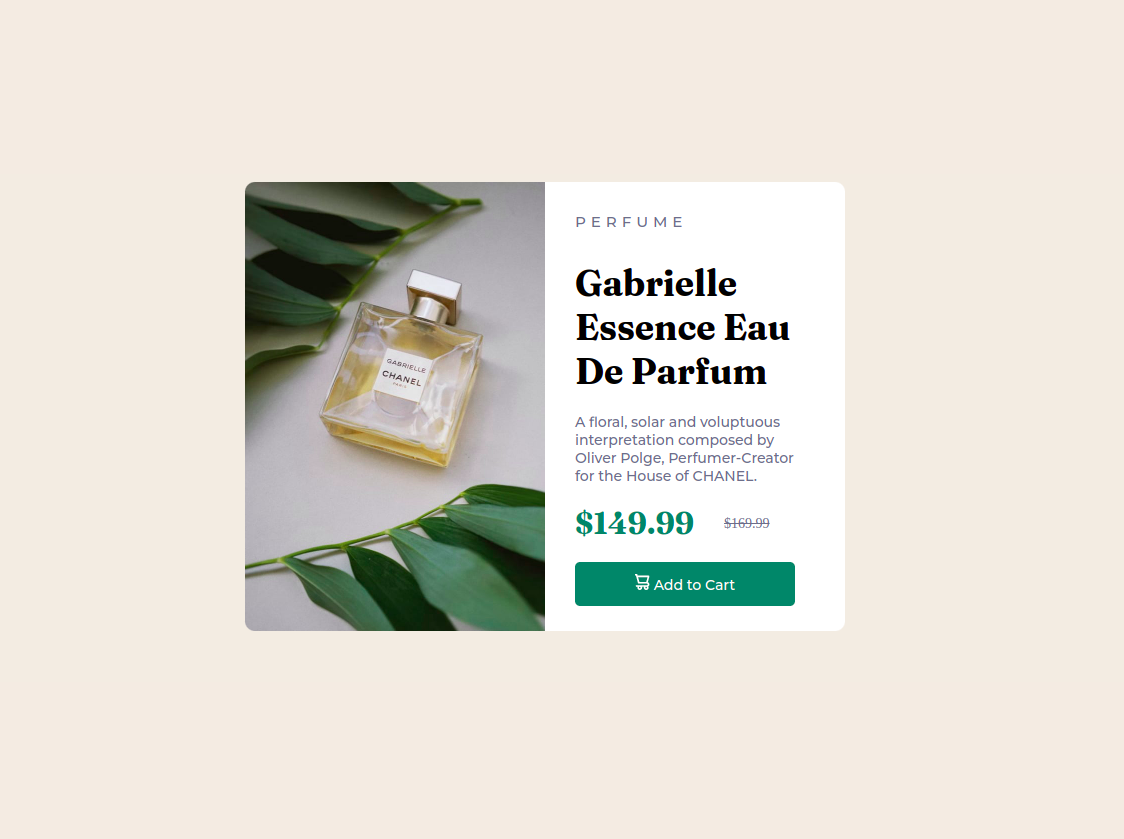 GABRIELLE
CHANEL
PARIS
PERFUME
Gabrielle
Essence Eau
De Parfum
A floral, solar and voluptuous
interpretation composed by
Oliver Polge, Perfumer-Creator
for the House of CHANEL.
$149.99 $169.99
Add to Cart